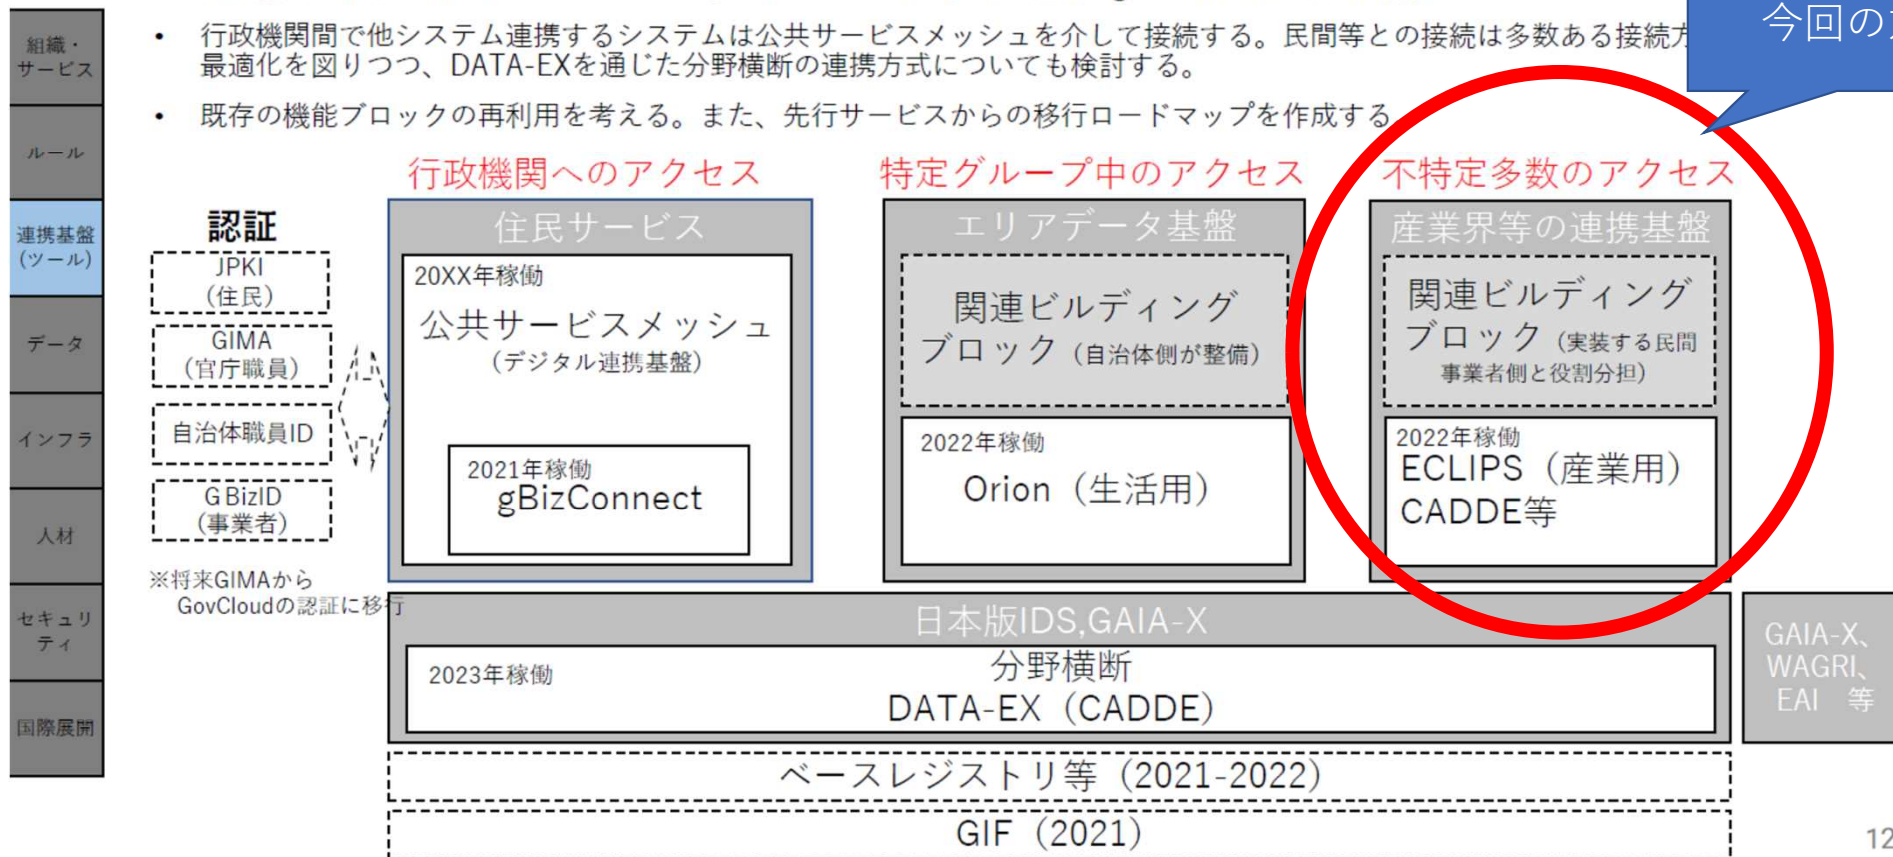 今回の
• 行政機関間で他システム連携するシステムは公共サービスメッシュを介して接続する。民間等との接続は多数ある接続方
最適化を図りつつ、DATA-EXを通じた分野横断の連携方式についても検討する。
• 既存の機能ブロックの再利用を考える。また、先行サービスからの移行ロードマップを作成する。
組織・
サービス
ルール
連携基盤
(ツール)
データ
インフラ
人材
セキュリ
ティ
国際展開
認証
JPKI
(住民)
GIMA
(官庁職員)
自治体職員ID
GBizID
(事業者)
※将来GIMAから
GovCloudの認証に移行
行政機関へのアクセス
住民サービス
20XX年稼働
公共サービスメッシュ
(デジタル連携基盤)
2021年稼働
gBizConnect
特定グループ中のアクセス
エリアデータ基盤
関連ビルディング
ブロック(自治体側が整備)
2022年稼働
Orion(生活用)
不特定多数のアクセス
産業界等の連携基盤
関連ビルディング
ブロック(実装する民間
事業者側と役割分担)
2022年稼働
ECLIPS(産業用)
CADDE等
日本版IDS,GAIA-X
2023年稼働
分野横断
DATA-EX(CADDE)
GAIA-X、
WAGRI、
EAI 等
ベースレジストリ等(2021-2022)
GIF(2021)
12